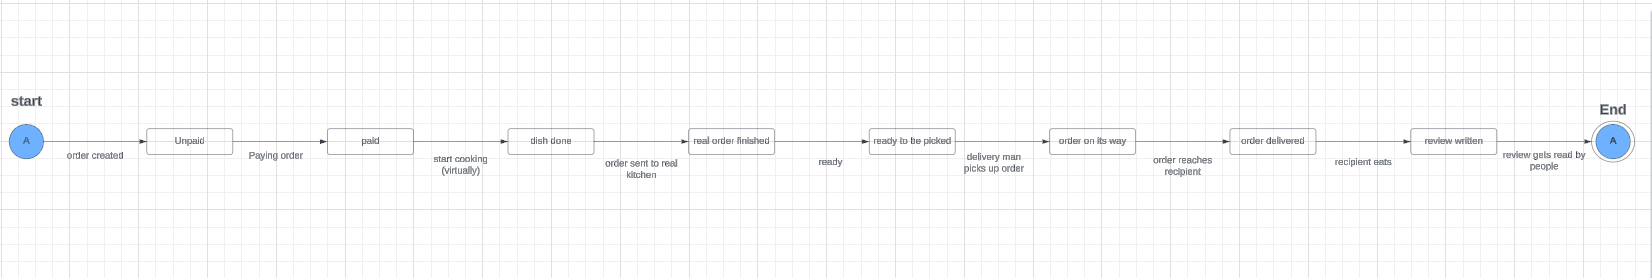 start
End
A
Unpaid
paid
dish done
real order finished
ready to be picked
order on its way
order delivered
review written
A
order created
Paying order
start cooking
(virtually)
order sent to real
kitchen
ready
delivery man
picks up order
order reaches
recipient
recipient eats
review gets read by
people